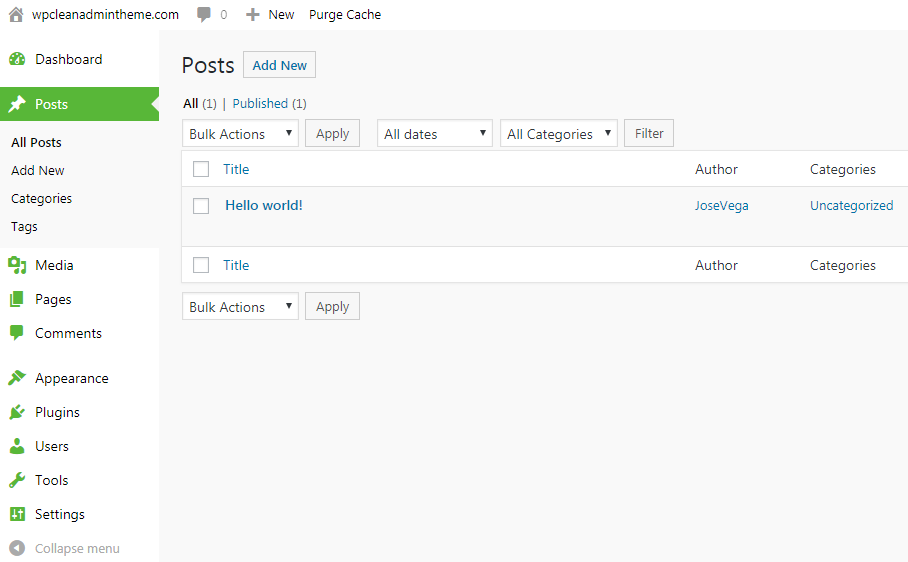 wpcleanadmintheme.com 0 New Purge Cache
Dashboard
Posts
All Posts
Add New
Categories
Tags
Media
Pages
Comments
Appearance
Plugins
Users
Tools
Settings
Collapse menu
Posts Add New
All (1) | Published (1)
Bulk Actions Apply All dates All Categories Filter
Title Author Categories
Hello world! JoseVega Uncategorized
Title Author Categories
Bulk Actions Apply